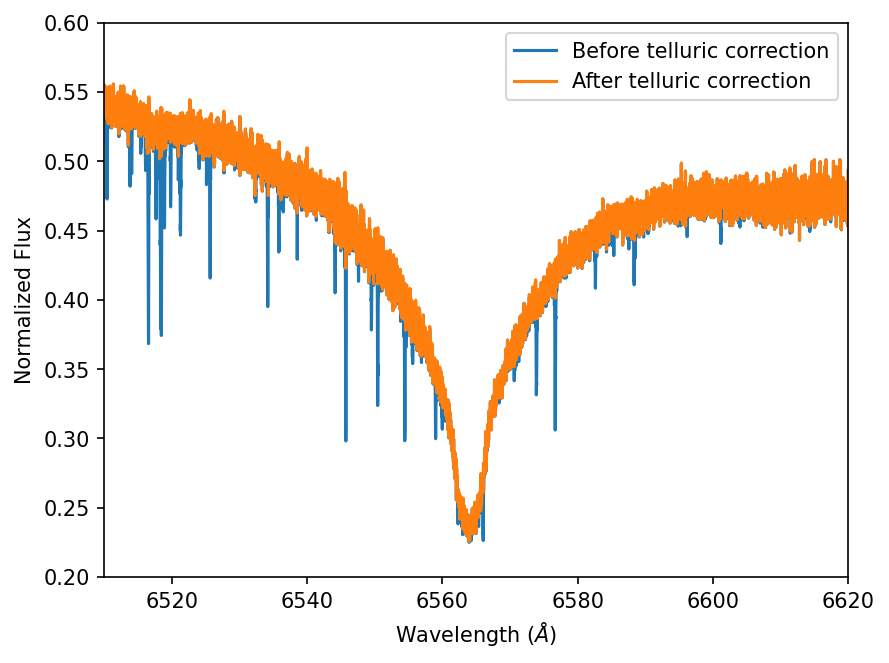 0.60
0.55
0.50
0.45
0.40
0.35
0.30
0.25
0.20
Normalized Flux
Before telluric correction
After telluric correction
6520 6540 6560 6580 6600 6620
Wavelength (Å)